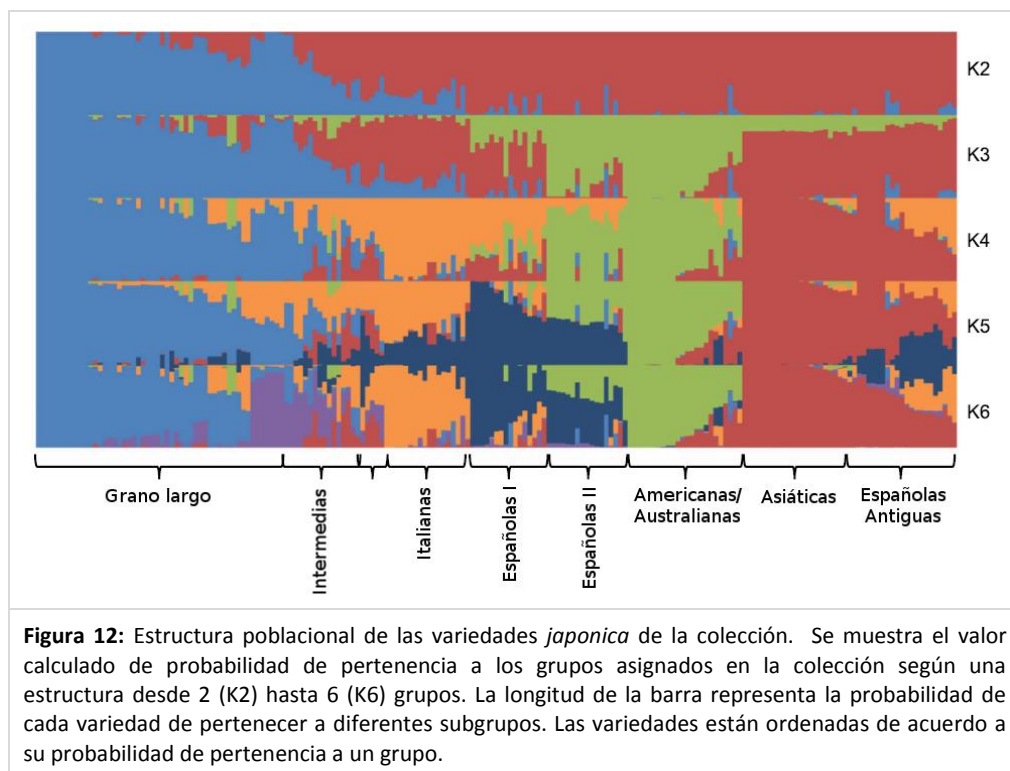 K2
K3
K4
K5
K6
Grano largo
Intermedias
Italianas
Españolas I
Españolas II
Americanas/
Australianas
Asiáticas
Españolas
Antiguas
Figura 12: Estructura poblacional de las variedades japonica de la colección. Se muestra el valor
calculado de probabilidad de pertenencia a los grupos asignados en la colección según una
estructura desde 2 (K2) hasta 6 (K6) grupos. La longitud de la barra representa la probabilidad de
cada variedad de pertenecer a diferentes subgrupos. Las variedades están ordenadas de acuerdo a
su probabilidad de pertenencia a un grupo.